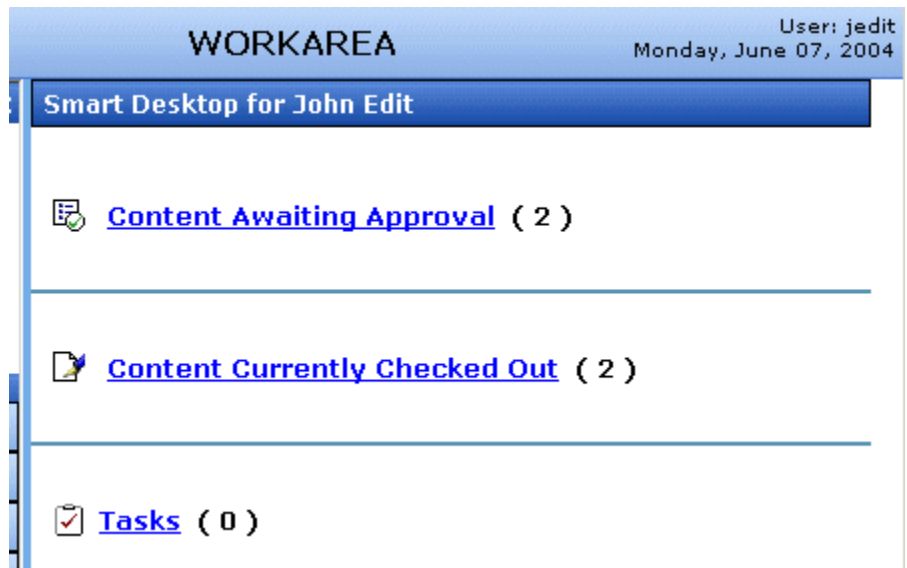 WORKAREA
User: jedit
Monday, June 07, 2004
Smart Desktop for John Edit
Content Awaiting Approval ( 2 )
Content Currently Checked Out ( 2 )
Tasks ( 0 )